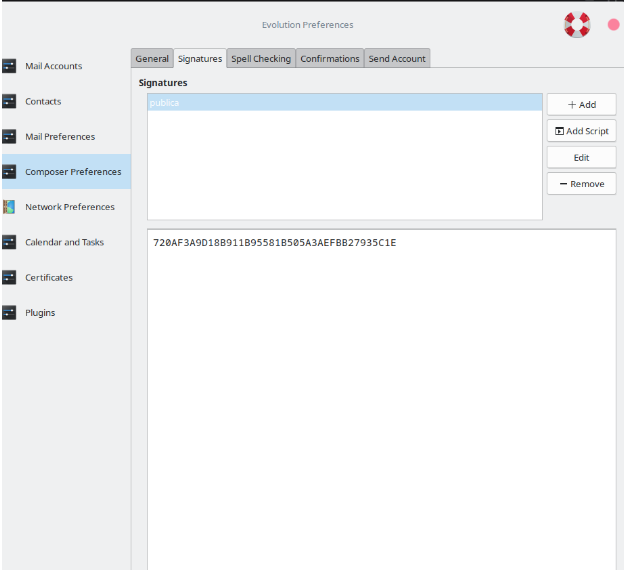 Evolution Preferences
Mail Accounts
Contacts
Mail Preferences
Composer Preferences
Network Preferences
Calendar and Tasks
Certificates
Plugins
General
Signatures
Spell Checking
Confirmations
Send Account
Signatures
publica
Add
Add Script
Edit
Remove
720AF3A9D18B911B95581B505A3AEFBB27935C1E